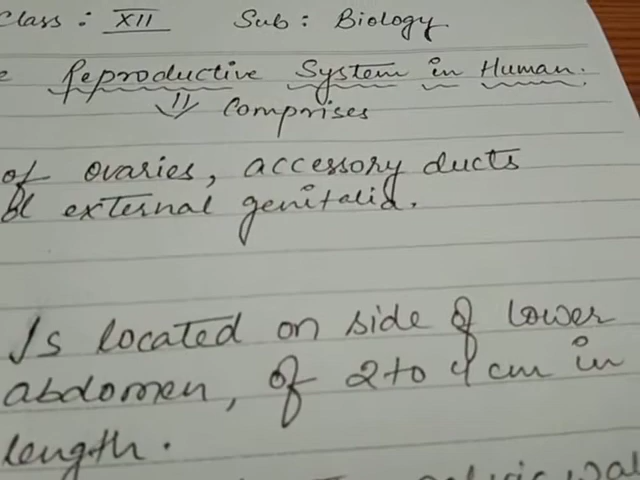 Class : XII Sub : Biology
Reproductive System in Human.
Comprises
of ovaries, accessory ducts
& external genitalia.
Is located on side of lower
abdomen, of 2 to 4 cm in
length.